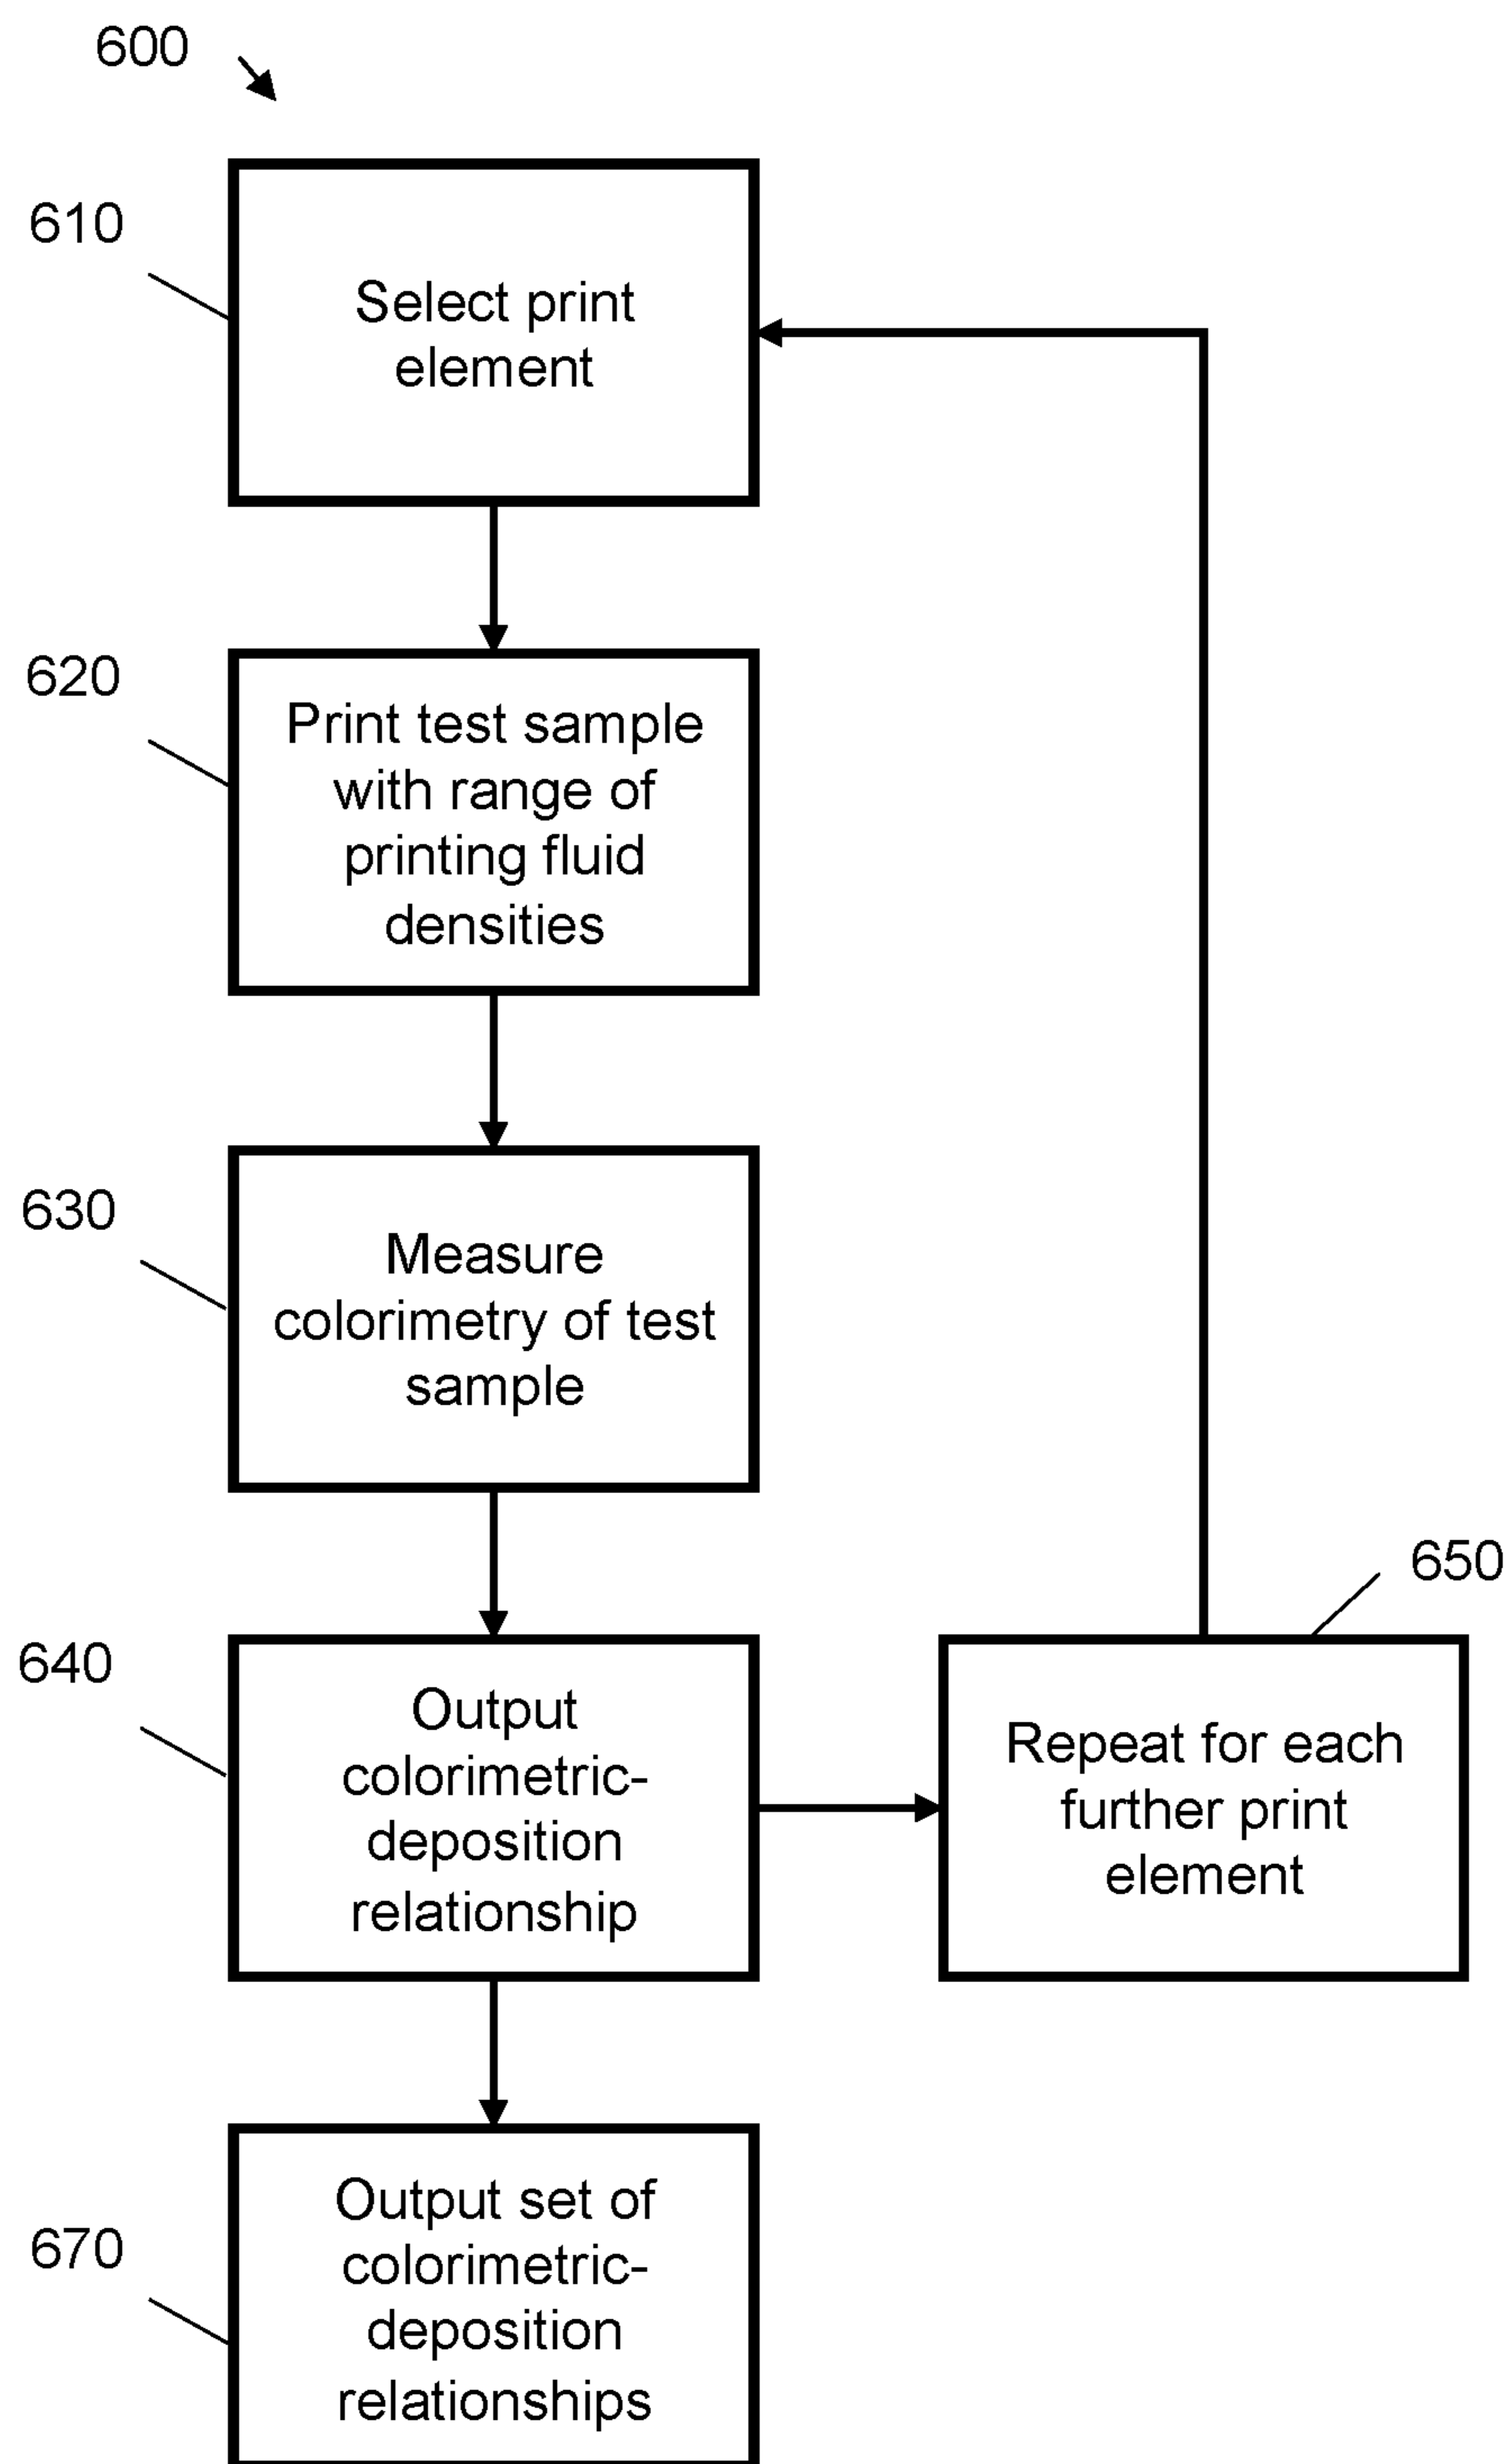 600
610
Select print
element
620
Print test sample
with range of
printing fluid
densities
630
Measure
colorimetry of test
sample
640
Output
colorimetric-
deposition
relationship
650
Repeat for each
further print
element
670
Output set of
colorimetric-
deposition
relationships